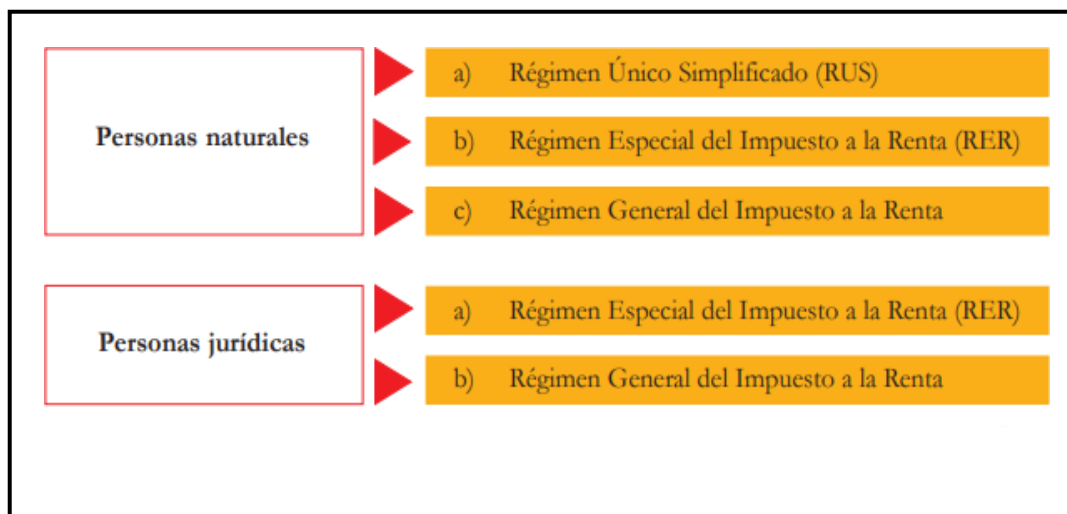 Personas naturales
a) Régimen Único Simplificado (RUS)
b) Régimen Especial del Impuesto a la Renta (RER)
c) Régimen General del Impuesto a la Renta
Personas jurídicas
a) Régimen Especial del Impuesto a la Renta (RER)
b) Régimen General del Impuesto a la Renta